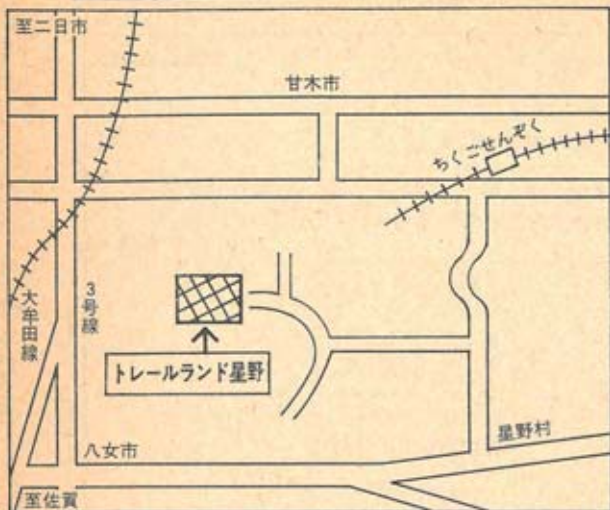 至二日市
甘木市
ちくごせんぞく
大牟田線
3号線
トレールランド星野
八女市
星野村
至佐賀